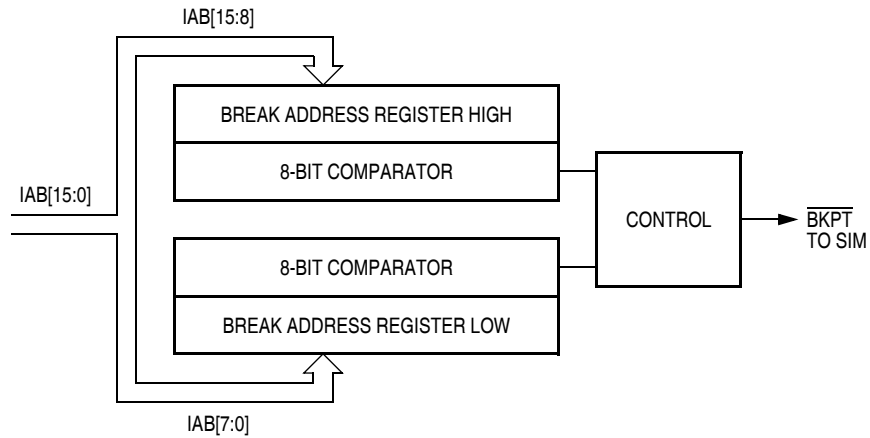 IAB[15:8]
BREAK ADDRESS REGISTER HIGH
8-BIT COMPARATOR
IAB[15:0]
CONTROL
BKPT
TO SIM
8-BIT COMPARATOR
BREAK ADDRESS REGISTER LOW
IAB[7:0]